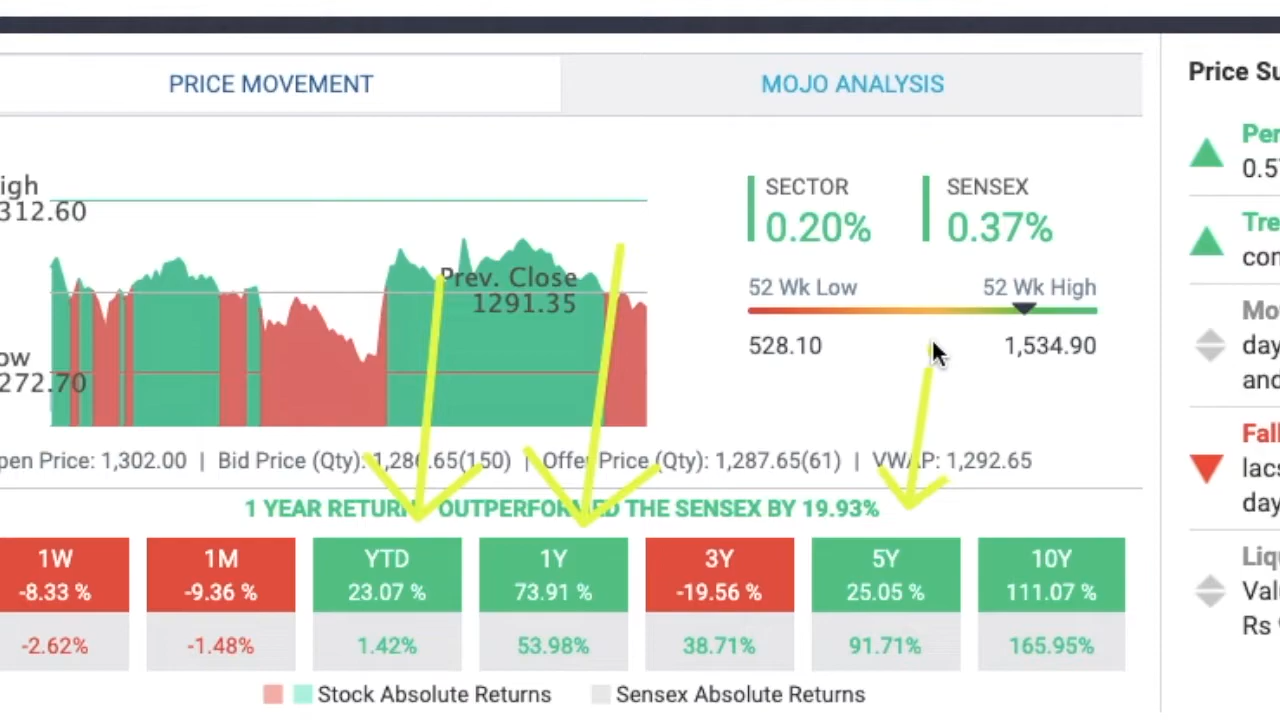 PRICE MOVEMENT
MOJO ANALYSIS
Price Su
igh
312.60
Prev. Close
1291.35
ow
272.70
SECTOR
0.20%
SENSEX
0.37%
52 Wk Low
52 Wk High
528.10
1,534.90
pen Price: 1,302.00 | Bid Price (Qty): 1,286.65(150) | Offer Price (Qty): 1,287.65(61) | VWAP: 1,292.65
1 YEAR RETURN OUTPERFORMED THE SENSEX BY 19.93%
1W
-8.33 %
-2.62%
1M
-9.36 %
-1.48%
YTD
23.07 %
1.42%
1Y
73.91 %
53.98%
3Y
-19.56 %
38.71%
5Y
25.05 %
91.71%
10Y
111.07 %
165.95%
Stock Absolute Returns
Sensex Absolute Returns
Per
0.5
Tre
con
Mo
day
and
Fall
lacs
day
Liq
Val
Rs